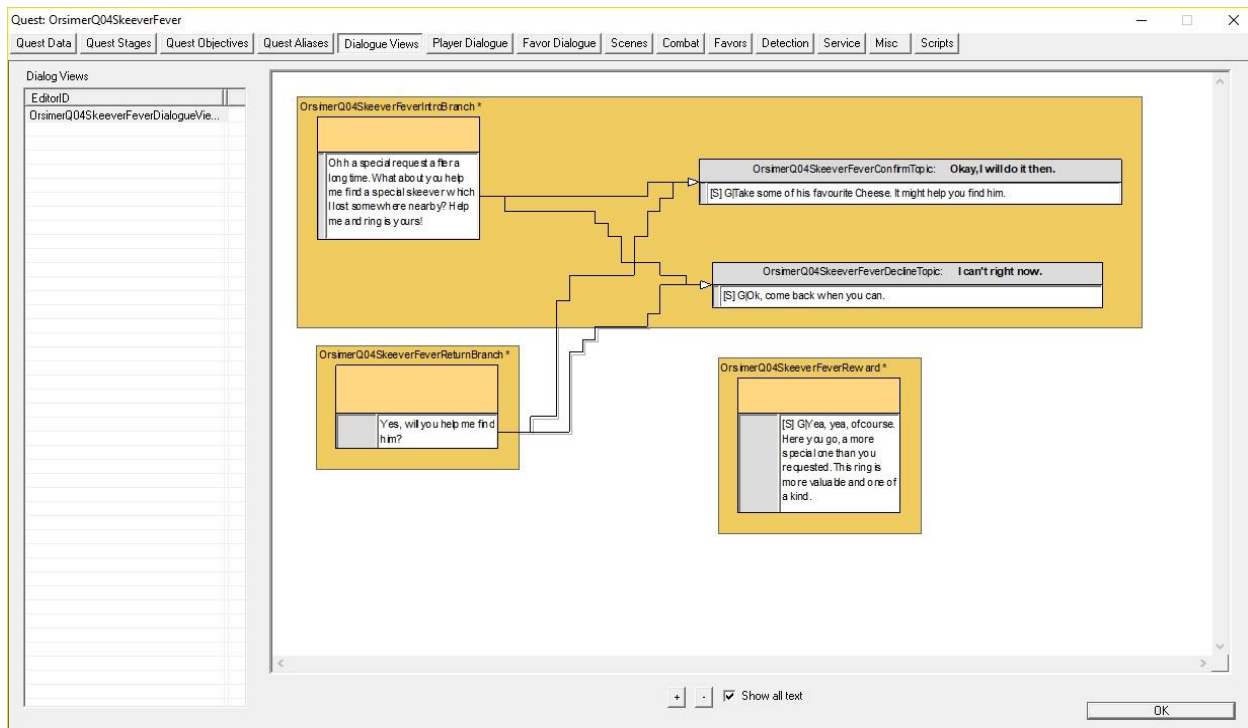 Quest: OrsimerQ04SkeeverFever
Quest Data Quest Stages Quest Objectives Quest Aliases Dialogue Views Player Dialogue Favor Dialogue Scenes Combat Favors Detection Service Misc Scripts
Dialog Views
EditorID
OrsimerQ04SkeeverFeverDialogueVie...
OrsimerQ04SkeeverFeverIntroBranch *
Ohh a special request after a
long time. What about you help
me find a special skeever which
I lost somewhere nearby? Help
me and ring is yours!
OrsimerQ04SkeeverFeverConfirmTopic: Okay, I will do it then.
[S] G|Take some of his favourite Cheese. It might help you find him.
OrsimerQ04SkeeverFeverDeclineTopic: I can't right now.
[S] G|Ok, come back when you can.
OrsimerQ04SkeeverFeverReturnBranch *
Yes, will you help me find
him?
OrsimerQ04SkeeverFeverReward *
[S] G|Yea, yea, ofcourse.
Here you go, a more
special one than you
requested. This ring is
more valuable and one of
a kind.
+ - Show all text
OK